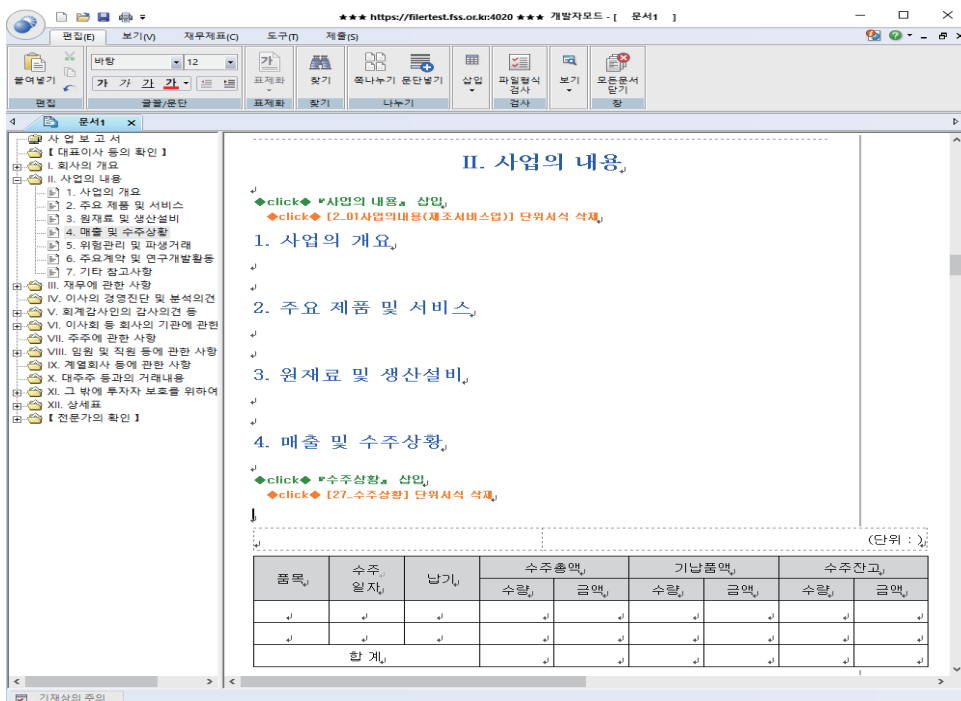 ★★★ https://filertest.fss.or.kr:4020 ★★★ 개발자모드 - [ 문서1 ]
편집(E) 보기(V) 재무제표(C) 도구(T) 제출(S)
붙여넣기 바탕 12 가 가 가 가 표제화 찾기 쪽나누기 문단넣기 삽입 파일형식 검사 보기 모든문서 닫기
편집 글꼴/문단 표제화 찾기 나누기 검사 창
문서1
사 업 보 고 서
【 대표이사 등의 확인 】
I. 회사의 개요
II. 사업의 내용
1. 사업의 개요
2. 주요 제품 및 서비스
3. 원재료 및 생산설비
4. 매출 및 수주상황
5. 위험관리 및 파생거래
6. 주요계약 및 연구개발활동
7. 기타 참고사항
III. 재무에 관한 사항
IV. 이사의 경영진단 및 분석의견
V. 회계감사인의 감사의견 등
VI. 이사회 등 회사의 기관에 관한
VII. 주주에 관한 사항
VIII. 임원 및 직원 등에 관한 사항
IX. 계열회사 등에 관한 사항
X. 대주주 등과의 거래내용
XI. 그 밖에 투자자 보호를 위하여
XII. 상세표
【 전문가의 확인 】
II. 사업의 내용
◆click◆ 『사업의 내용』 삽입
◆click◆ [2_01사업의내용(제조서비스업)] 단위서식 삭제
1. 사업의 개요
2. 주요 제품 및 서비스
3. 원재료 및 생산설비
4. 매출 및 수주상황
◆click◆ 『수주상황』 삽입
◆click◆ [27_수주상황] 단위서식 삭제
(단위 : )
품목 수주 일자 납기 수주총액 기납품액 수주잔고
수량 금액 수량 금액 수량 금액
합 계
기재상의 주의